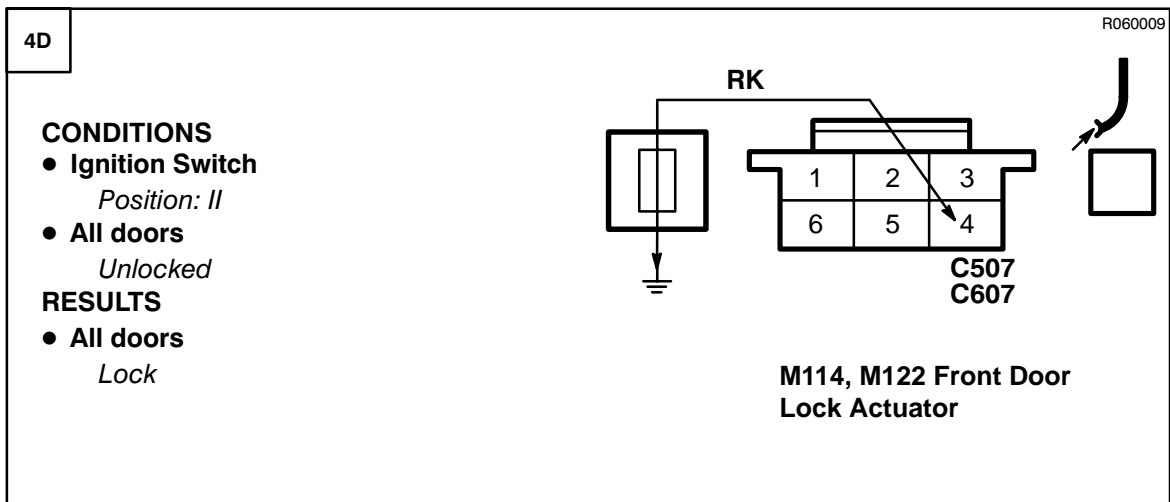 4D
R060009
CONDITIONS
● Ignition Switch
Position: II
● All doors
Unlocked
RESULTS
● All doors
Lock
RK
1 2 3
6 5 4
C507
C607
M114, M122 Front Door
Lock Actuator